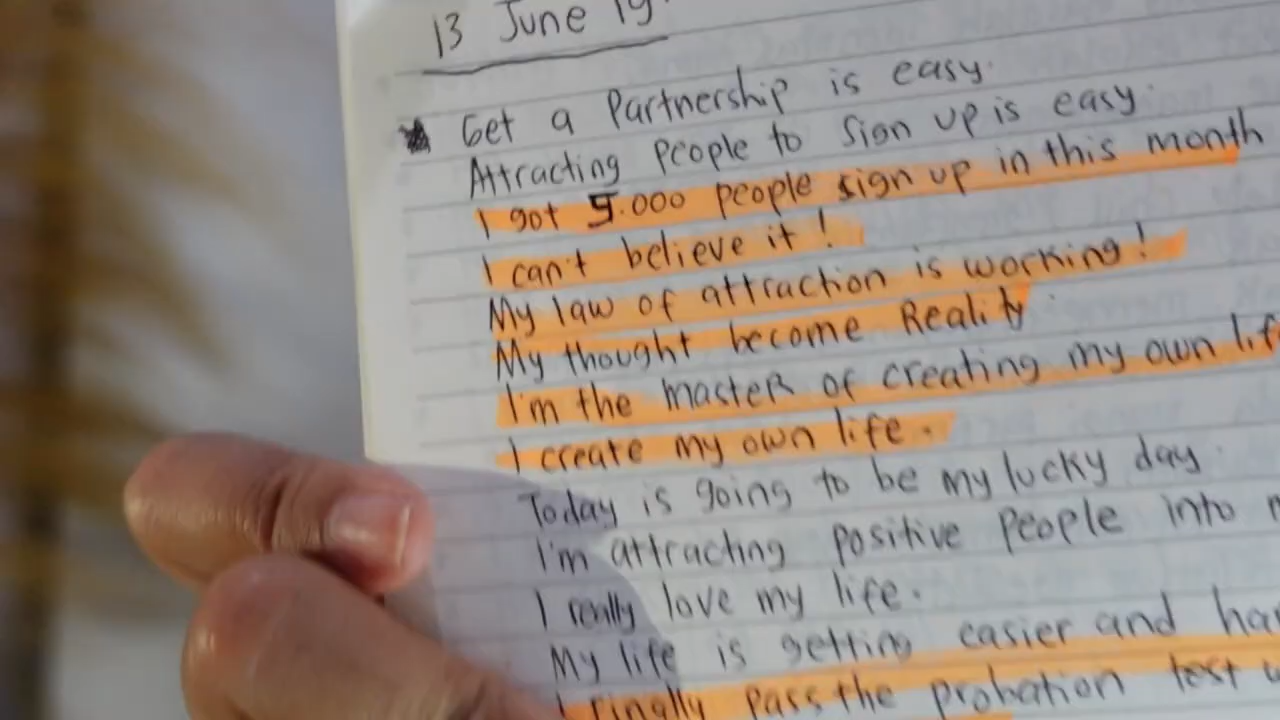 13 June 19.
Get a Partnership is easy.
Attracting people to sign up is easy.
I got 5.000 people sign up in this month
I can't believe it!
My law of attraction is working!
My thought become Reality.
I'm the master of creating my own lif
I create my own life.
Today is going to be my lucky day.
I'm attracting positive people into
I really love my life.
My life is getting easier and
I finally pass the probation test